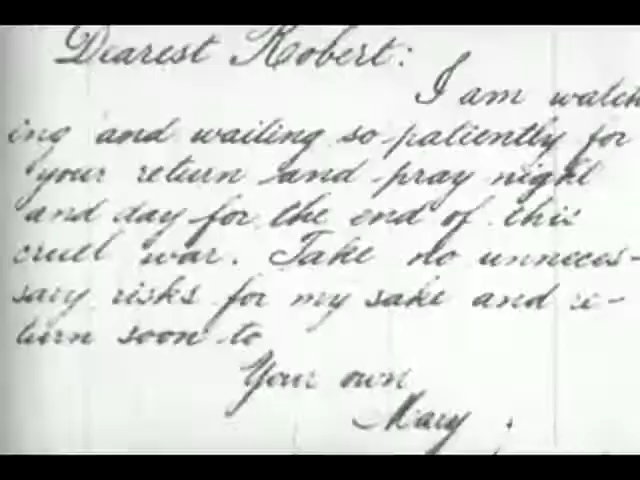 Dearest Robert:
I am watch
ing and waiting so patiently for
your return and pray night
and day for the end of this
cruel war. Take no unneces-
sary risks for my sake and re-
turn soon to
Your own
Mary.